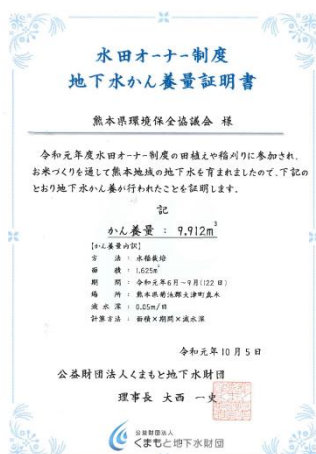 水田オーナー制度
地下水かん養量証明書
熊本県環境保全協議会 様
令和元年度水田オーナー制度の田植えや稲刈りに参加され、
お米づくりを通して熊本地域の地下水を育まれましたので、下記の
とおり地下水かん養が行われたことを証明します。
記
かん養量 : 9,912m³
【かん養量内訳】
方 法 : 水稲栽培
面 積 : 1,625m²
期 間 : 令和元年6月~9月(122日)
場 所 : 熊本県菊池郡大津町真木
減 水 深 : 0.05m/日
計算方法 : 面積×期間×減水深
令和元年10月5日
公益財団法人くまもと地下水財団
理事長 大西 一史
公益財団法人
くまもと地下水財団